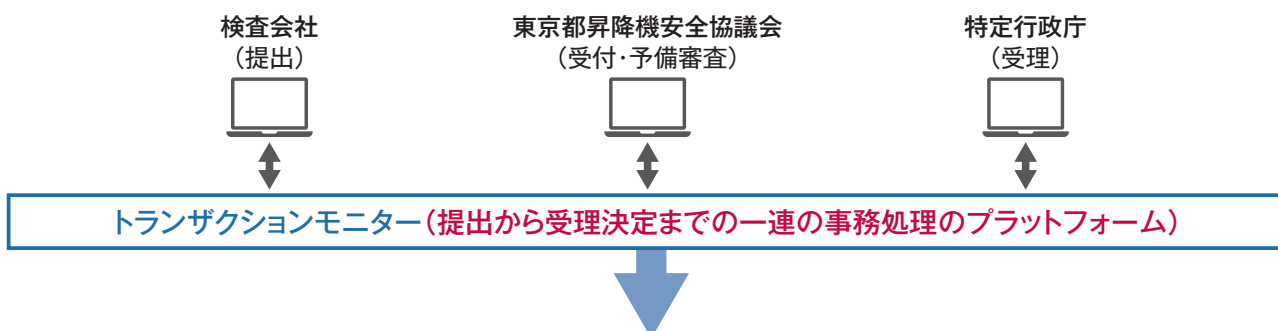 検査会社
（提出）
東京都昇降機安全協議会
（受付・予備審査）
特定行政庁
（受理）
トランザクションモニター（提出から受理決定までの一連の事務処理のプラットフォーム）